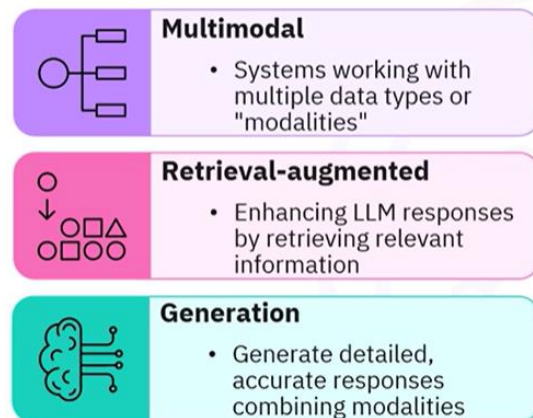 Multimodal
• Systems working with
multiple data types or
"modalities"
Retrieval-augmented
• Enhancing LLM responses
by retrieving relevant
information
Generation
• Generate detailed,
accurate responses
combining modalities